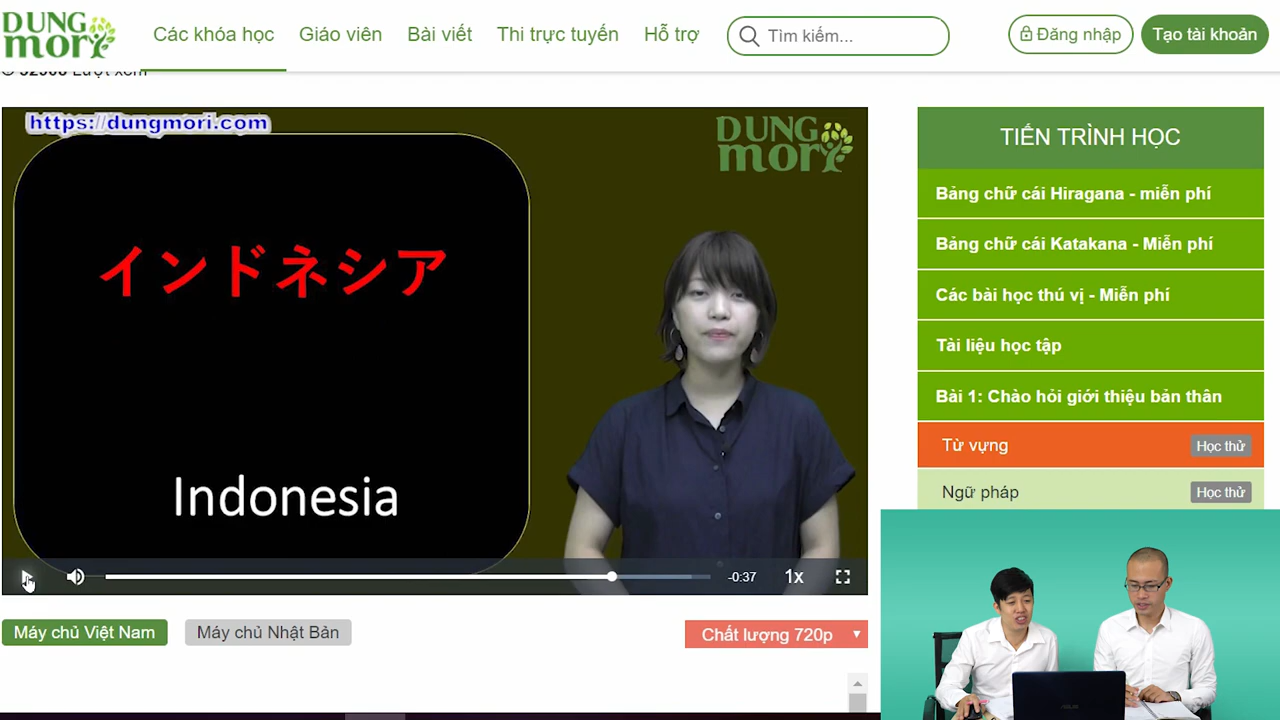 DUNG
mori
Các khóa học
Giáo viên
Bài viết
Thi trực tuyến
Hỗ trợ
Tìm kiếm...
Đăng nhập
Tạo tài khoản
Lượt xem
https://dungmori.com
DUNG
mori
インドネシア
Indonesia
-0:37
1x
Máy chủ Việt Nam
Máy chủ Nhật Bản
Chất lượng 720p
TIẾN TRÌNH HỌC
Bảng chữ cái Hiragana - miễn phí
Bảng chữ cái Katakana - Miễn phí
Các bài học thú vị - Miễn phí
Tài liệu học tập
Bài 1: Chào hỏi giới thiệu bản thân
Từ vựng
Học thử
Ngữ pháp
Học thử